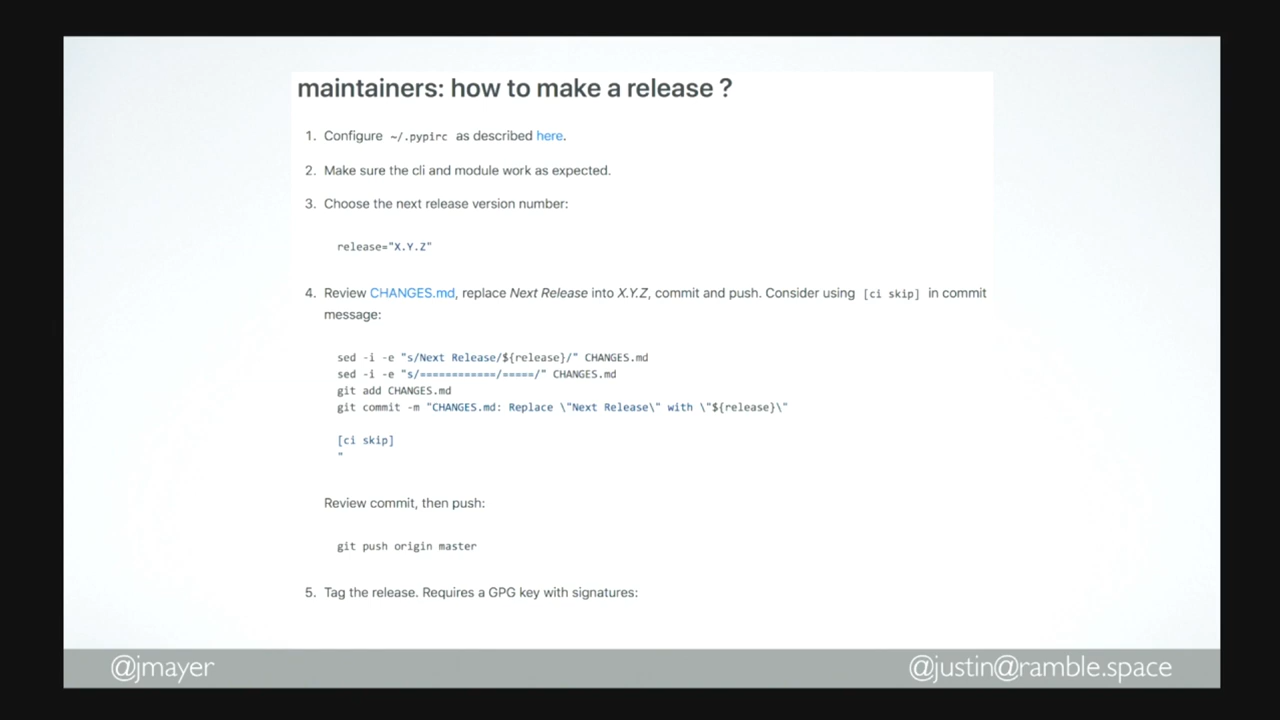 maintainers: how to make a release ?
1. Configure ~/.pypirc as described here.
2. Make sure the cli and module work as expected.
3. Choose the next release version number:
release="X.Y.Z"
4. Review CHANGES.md, replace Next Release into X.Y.Z, commit and push. Consider using [ci skip] in commit
message:
sed -i -e "s/Next Release/${release}/" CHANGES.md
sed -i -e "s/============/=====/" CHANGES.md
git add CHANGES.md
git commit -m "CHANGES.md: Replace \"Next Release\" with \"${release}\"
[ci skip]
"
Review commit, then push:
git push origin master
5. Tag the release. Requires a GPG key with signatures:
@jmayer
@justin@ramble.space